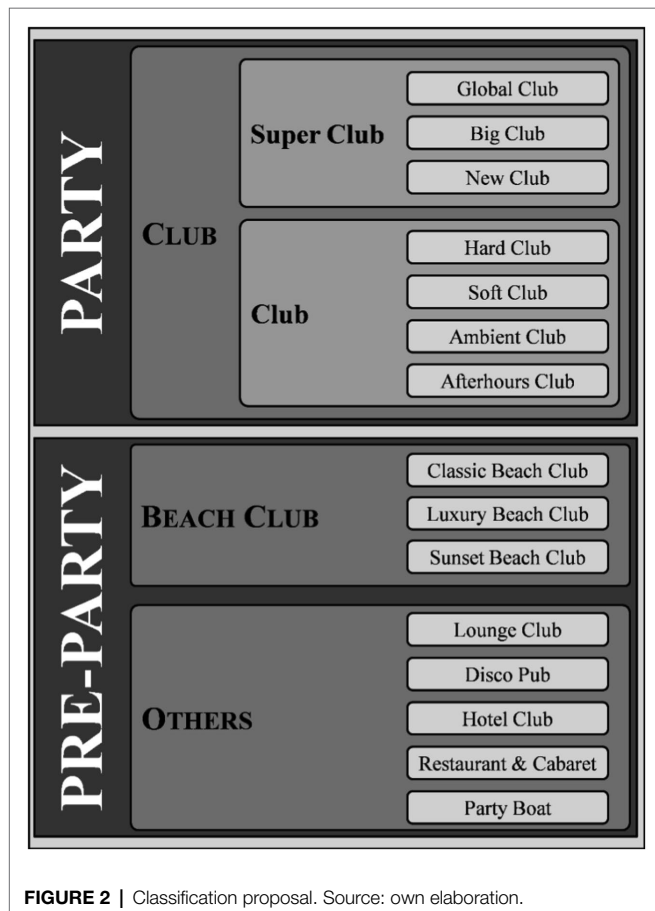 PARTY
CLUB
Super Club
Global Club
Big Club
New Club
Club
Hard Club
Soft Club
Ambient Club
Afterhours Club
PRE-PARTY
BEACH CLUB
Classic Beach Club
Luxury Beach Club
Sunset Beach Club
OTHERS
Lounge Club
Disco Pub
Hotel Club
Restaurant & Cabaret
Party Boat
FIGURE 2 | Classification proposal. Source: own elaboration.